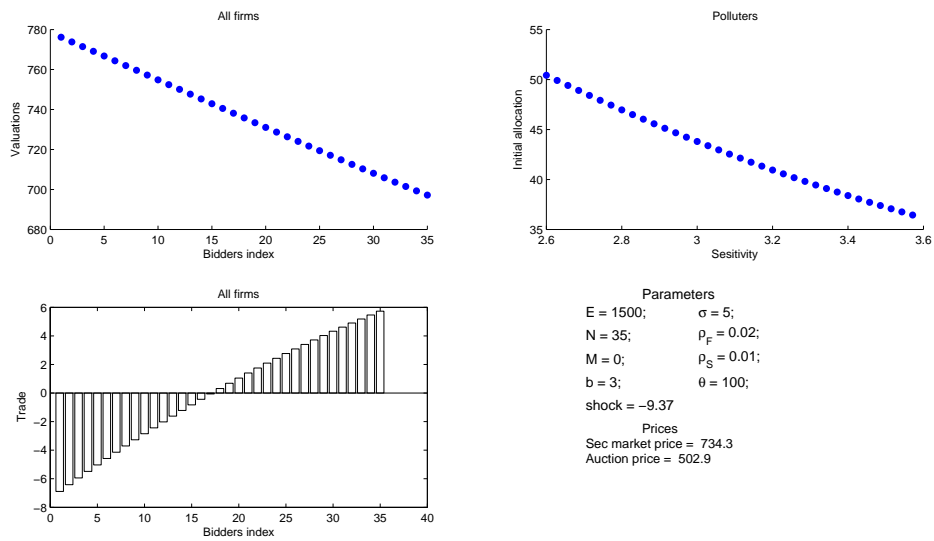 All firms
780
760
740
720
700
680
Valuations
0 5 10 15 20 25 30 35
Bidders index
Polluters
55
50
45
40
35
Initial allocation
2.6 2.8 3 3.2 3.4 3.6
Sesitivity
All firms
6
4
2
0
−2
−4
−6
−8
Trade
0 5 10 15 20 25 30 35 40
Bidders index
Parameters
E = 1500; σ = 5;
N = 35; ρF = 0.02;
M = 0; ρS = 0.01;
b = 3; θ = 100;
shock = −9.37
Prices
Sec market price = 734.3
Auction price = 502.9